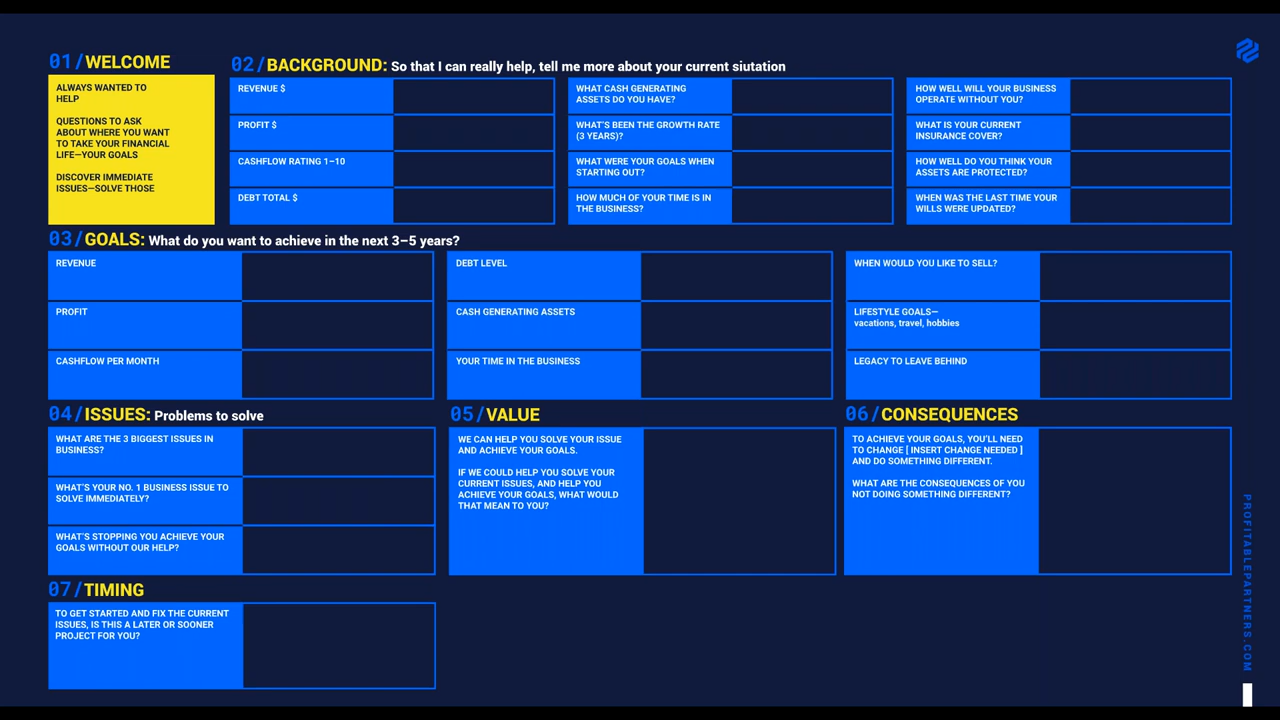 01/WELCOME
ALWAYS WANTED TO
HELP
QUESTIONS TO ASK
ABOUT WHERE YOU WANT
TO TAKE YOUR FINANCIAL
LIFE—YOUR GOALS
DISCOVER IMMEDIATE
ISSUES—SOLVE THOSE
02/BACKGROUND: So that I can really help, tell me more about your current siutation
REVENUE $
PROFIT $
CASHFLOW RATING 1–10
DEBT TOTAL $
WHAT CASH GENERATING
ASSETS DO YOU HAVE?
WHAT'S BEEN THE GROWTH RATE
(3 YEARS)?
WHAT WERE YOUR GOALS WHEN
STARTING OUT?
HOW MUCH OF YOUR TIME IS IN
THE BUSINESS?
HOW WELL WILL YOUR BUSINESS
OPERATE WITHOUT YOU?
WHAT IS YOUR CURRENT
INSURANCE COVER?
HOW WELL DO YOU THINK YOUR
ASSETS ARE PROTECTED?
WHEN WAS THE LAST TIME YOUR
WILLS WERE UPDATED?
03/GOALS: What do you want to achieve in the next 3–5 years?
REVENUE
PROFIT
CASHFLOW PER MONTH
DEBT LEVEL
CASH GENERATING ASSETS
YOUR TIME IN THE BUSINESS
WHEN WOULD YOU LIKE TO SELL?
LIFESTYLE GOALS—
vacations, travel, hobbies
LEGACY TO LEAVE BEHIND
04/ISSUES: Problems to solve
WHAT ARE THE 3 BIGGEST ISSUES IN
BUSINESS?
WHAT'S YOUR NO. 1 BUSINESS ISSUE TO
SOLVE IMMEDIATELY?
WHAT'S STOPPING YOU ACHIEVE YOUR
GOALS WITHOUT OUR HELP?
05/VALUE
WE CAN HELP YOU SOLVE YOUR ISSUE
AND ACHIEVE YOUR GOALS.
IF WE COULD HELP YOU SOLVE YOUR
CURRENT ISSUES, AND HELP YOU
ACHIEVE YOUR GOALS, WHAT WOULD
THAT MEAN TO YOU?
06/CONSEQUENCES
TO ACHIEVE YOUR GOALS, YOU'LL NEED
TO CHANGE [ INSERT CHANGE NEEDED ]
AND DO SOMETHING DIFFERENT.
WHAT ARE THE CONSEQUENCES OF YOU
NOT DOING SOMETHING DIFFERENT?
07/TIMING
TO GET STARTED AND FIX THE CURRENT
ISSUES, IS THIS A LATER OR SOONER
PROJECT FOR YOU?
PROFITABLEPARTNERS.COM